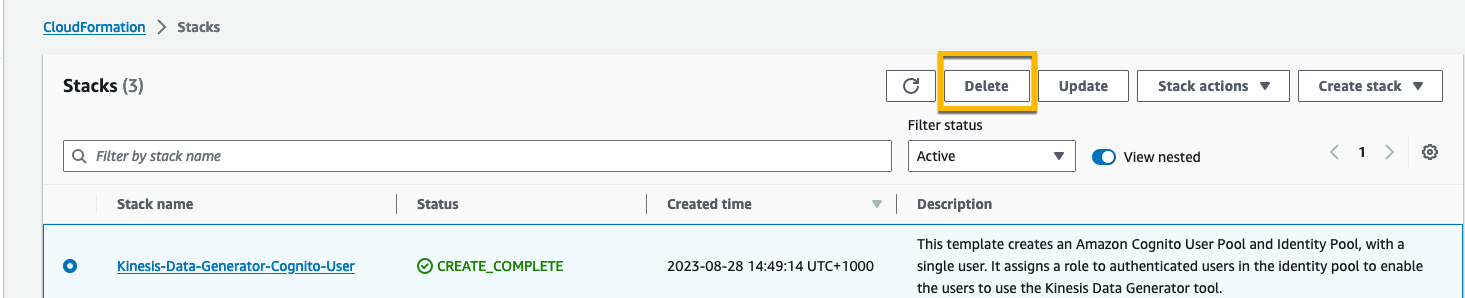 CloudFormation > Stacks
Stacks (3)
Delete
Update
Stack actions
Create stack
Filter status
Filter by stack name
Active
View nested
1
Stack name
Status
Created time
Description
Kinesis-Data-Generator-Cognito-User
CREATE_COMPLETE
2023-08-28 14:49:14 UTC+1000
This template creates an Amazon Cognito User Pool and Identity Pool, with a
single user. It assigns a role to authenticated users in the identity pool to enable
the users to use the Kinesis Data Generator tool.